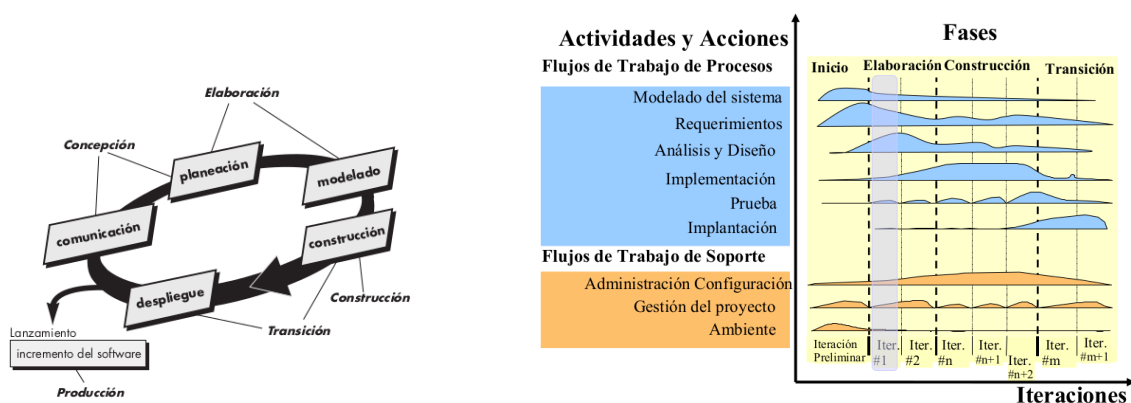 Elaboración
Concepción
planeación
modelado
comunicación
construcción
despliegue
Construcción
Transición
Lanzamiento
incremento del software
Producción
Actividades y Acciones
Fases
Flujos de Trabajo de Procesos
Inicio
Elaboración
Construcción
Transición
Modelado del sistema
Requerimientos
Análisis y Diseño
Implementación
Prueba
Implantación
Flujos de Trabajo de Soporte
Administración Configuración
Gestión del proyecto
Ambiente
Iteración
Preliminar
Iter.
#1
Iter.
#2
Iter.
#n
Iter.
#n+1
Iter.
#n+2
Iter.
#m
Iter.
#m+1
Iteraciones